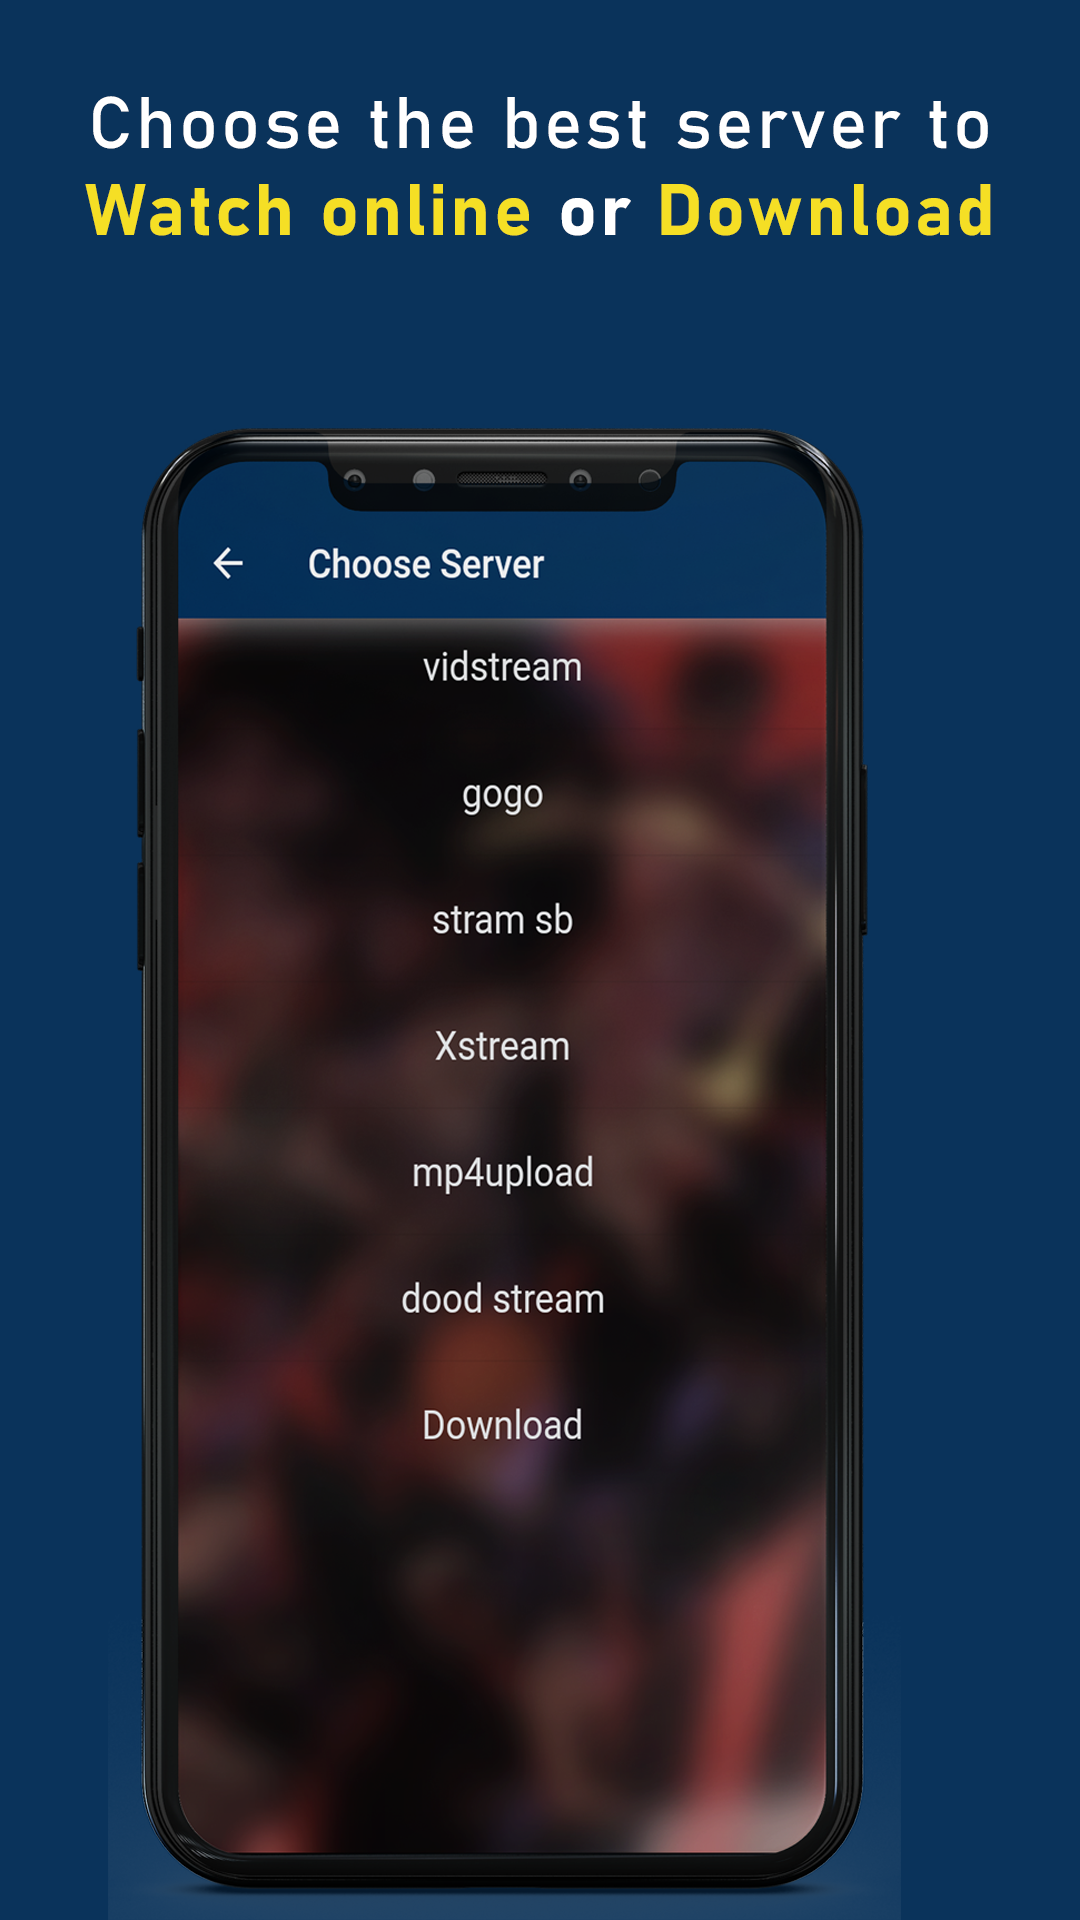 Choose the best server to
Watch online or Download
Choose Server
vidstream
gogo
stram sb
Xstream
mp4upload
dood stream
Download